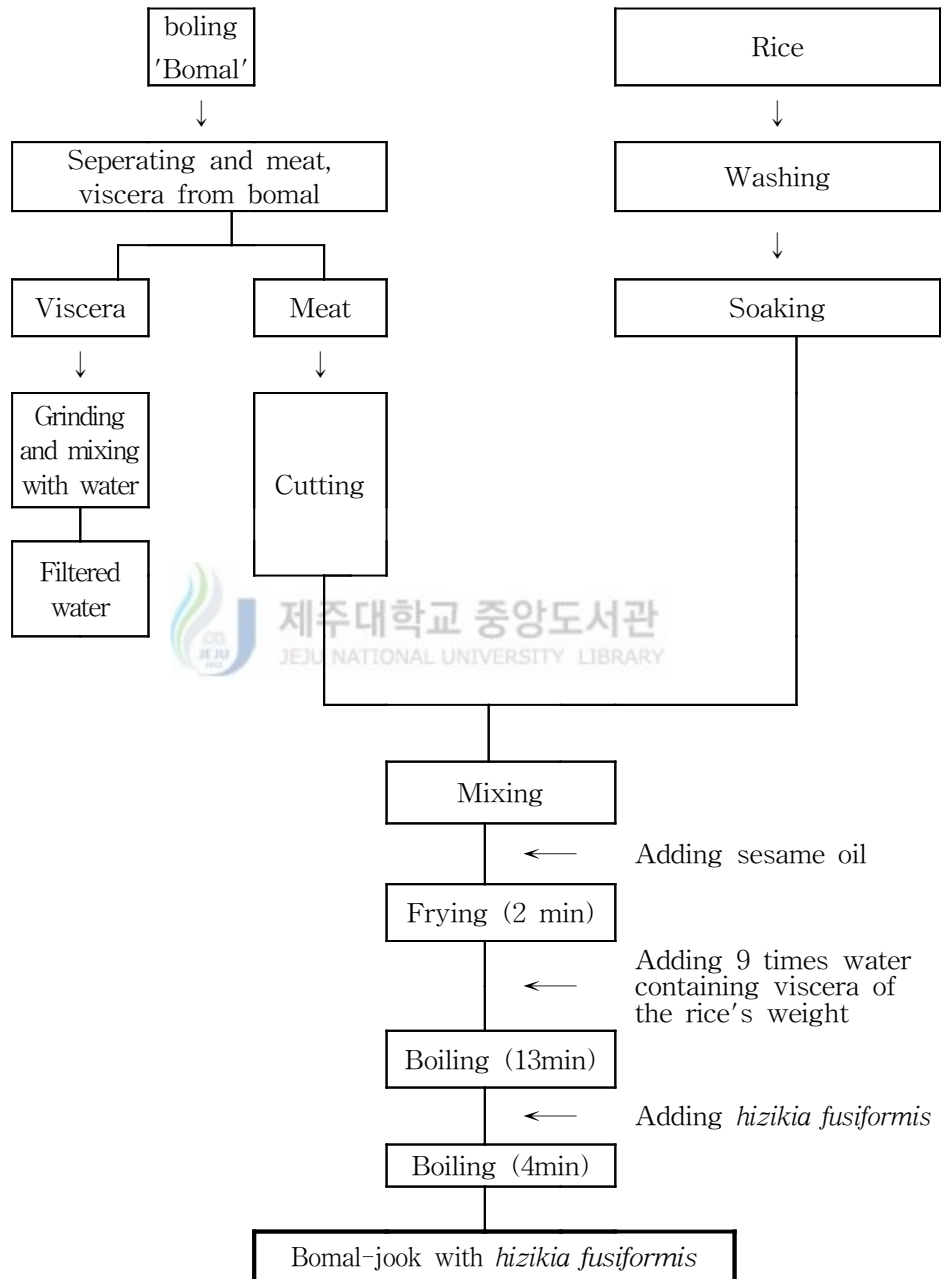 boling
'Bomal'
Rice
↓
↓
Seperating and meat,
viscera from bomal
Washing
↓
Viscera
Meat
Soaking
↓
↓
Grinding
and mixing
with water
Cutting
Filtered
water
제주대학교 중앙도서관
JEJU NATIONAL UNIVERSITY LIBRARY
JEJU
1952
Mixing
← Adding sesame oil
Frying (2 min)
Adding 9 times water
← containing viscera of
the rice's weight
Boiling (13min)
← Adding hizikia fusiformis
Boiling (4min)
Bomal-jook with hizikia fusiformis